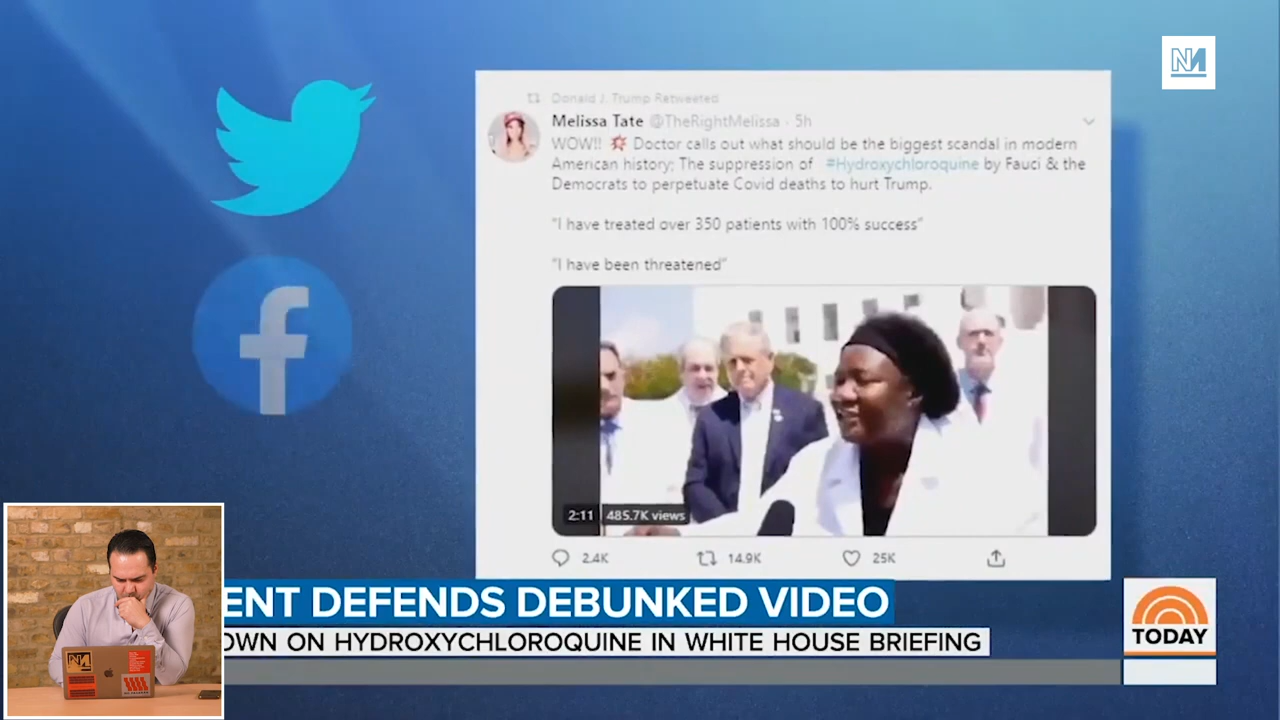 NM
Donald J. Trump Retweeted
Melissa Tate @TheRightMelissa · 5h
WOW!! 💥 Doctor calls out what should be the biggest scandal in modern
American history; The suppression of #Hydroxychloroquine by Fauci & the
Democrats to perpetuate Covid deaths to hurt Trump.
"I have treated over 350 patients with 100% success"
"I have been threatened"
2:11 485.7K views
2.4K 14.9K 25K
ENT DEFENDS DEBUNKED VIDEO
OWN ON HYDROXYCHLOROQUINE IN WHITE HOUSE BRIEFING
TODAY
NM